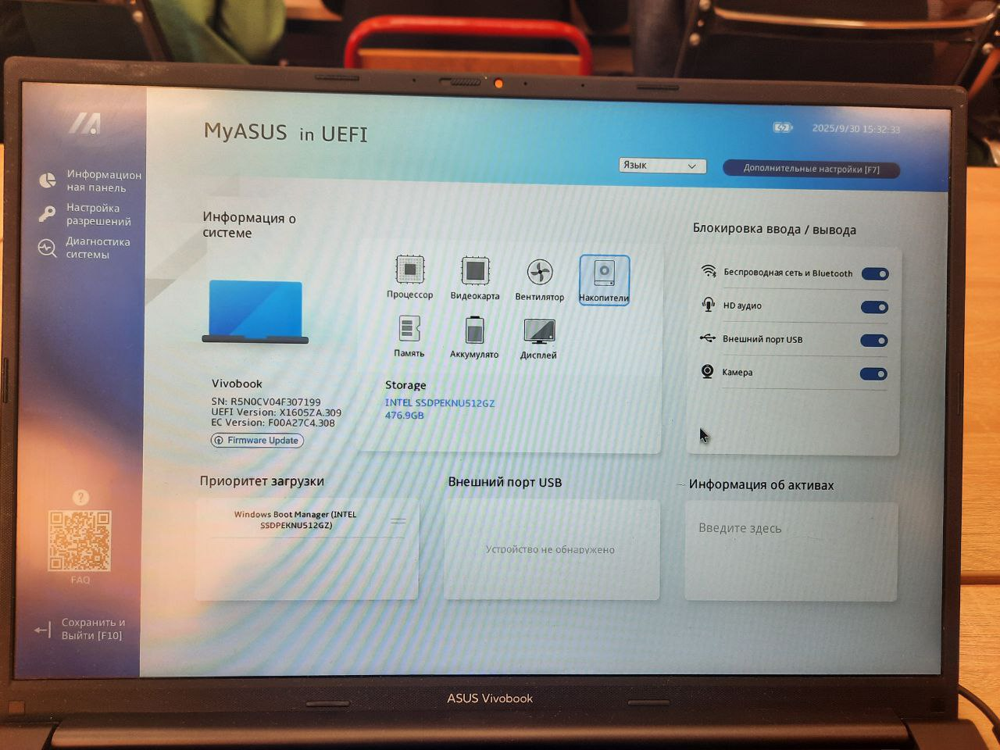 MyASUS in UEFI
2025/9/30 15:32:33
Язык
Дополнительные настройки [F7]
Информацион
ная панель
Настройка
разрешений
Диагностика
системы
Информация о
системе
Vivobook
SN: R5N0CV04F307199
UEFI Version: X1605ZA.309
EC Version: F00A27C4.308
Firmware Update
Процессор
Видеокарта
Вентилятор
Накопители
Память
Аккумулято
Дисплей
Storage
INTEL SSDPEKNU512GZ
476.9GB
Блокировка ввода / вывода
Беспроводная сеть и Bluetooth
HD аудио
Внешний порт USB
Камера
Приоритет загрузки
Windows Boot Manager (INTEL
SSDPEKNU512GZ)
Внешний порт USB
Устройство не обнаружено
Информация об активах
Введите здесь
?
FAQ
Сохранить и
Выйти [F10]
ASUS Vivobook